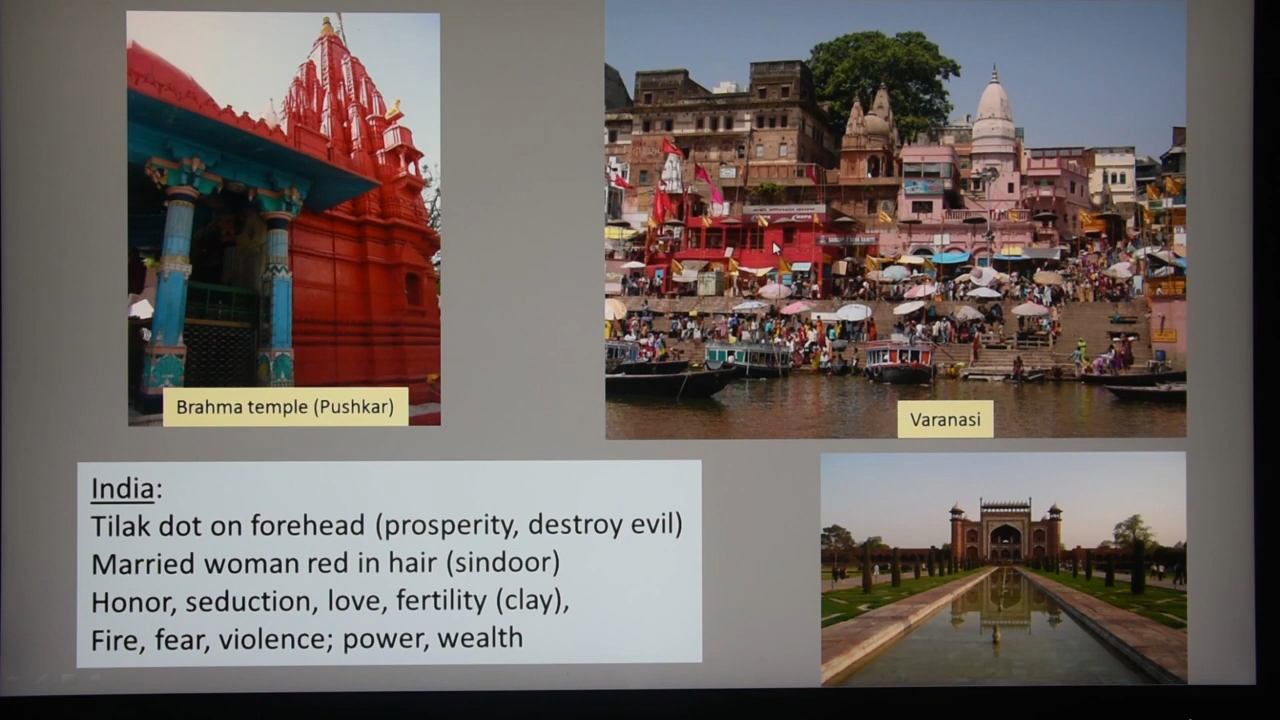 Brahma temple (Pushkar)
Varanasi
India:
Tilak dot on forehead (prosperity, destroy evil)
Married woman red in hair (sindoor)
Honor, seduction, love, fertility (clay),
Fire, fear, violence; power, wealth